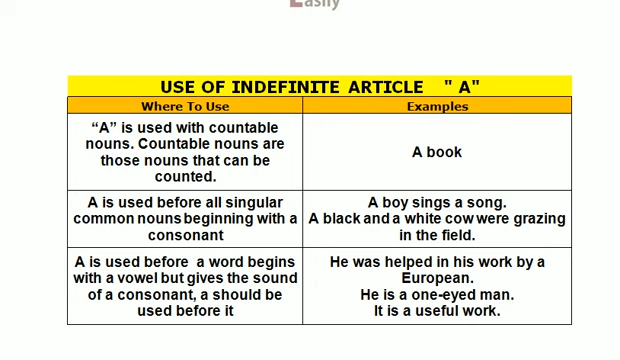 Easily
USE OF INDEFINITE ARTICLE " A"
Where To Use
Examples
“A” is used with countable
nouns. Countable nouns are
those nouns that can be
counted.
A book
A is used before all singular
common nouns beginning with a
consonant
A boy sings a song.
A black and a white cow were grazing
in the field.
A is used before a word begins
with a vowel but gives the sound
of a consonant, a should be
used before it
He was helped in his work by a
European.
He is a one-eyed man.
It is a useful work.